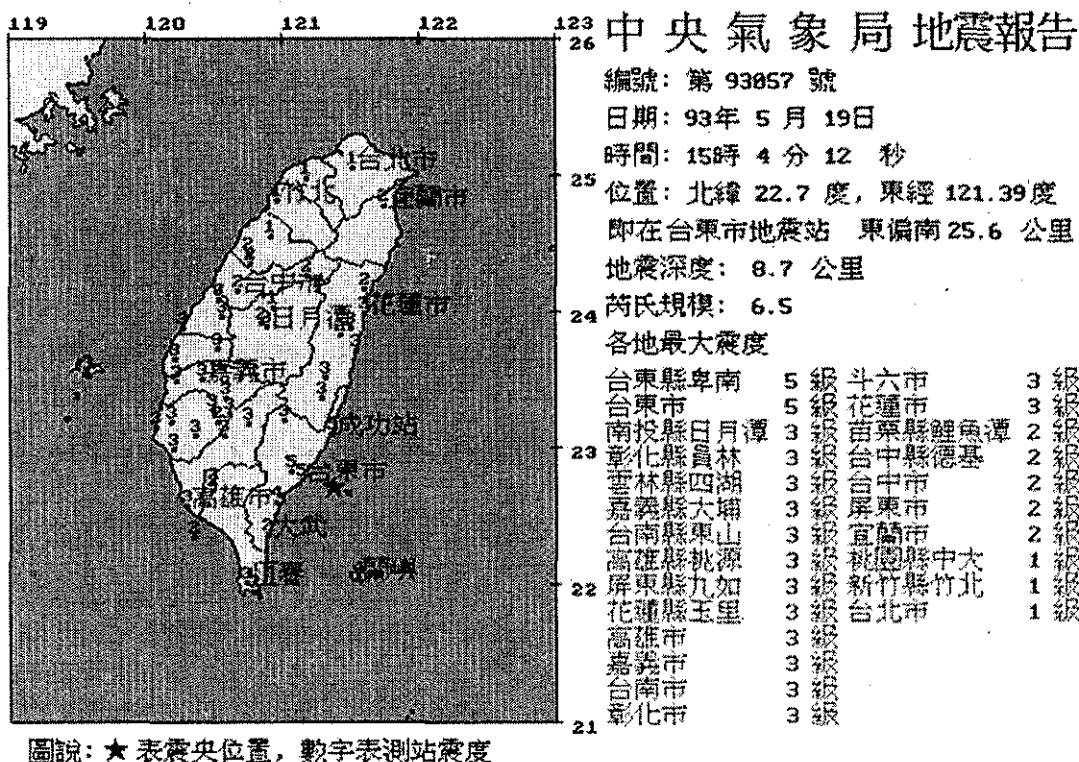 119 120 121 122 123
26
25
24
23
22
21
台北市
竹北
宜蘭市
台中市
花蓮市
日月潭
嘉義市
成功站
台東市
高雄市
大武
恆春
圖說: ★ 表震央位置, 數字表測站震度
中央氣象局地震報告
編號: 第 93057 號
日期: 93年 5 月 19日
時間: 15時 4 分 12 秒
位置: 北緯 22.7 度, 東經 121.39度
即在台東市地震站 東偏南 25.6 公里
地震深度: 8.7 公里
芮氏規模: 6.5
各地最大震度
台東縣卑南 5 級 斗六市 3 級
台東市 5 級 花蓮市 3 級
南投縣日月潭 3 級 苗栗縣鯉魚潭 2 級
彰化縣員林 3 級 台中縣德基 2 級
雲林縣四湖 3 級 台中市 2 級
嘉義縣大埔 3 級 屏東市 2 級
台南縣東山 3 級 宜蘭市 2 級
高雄縣桃源 3 級 桃園縣中大 1 級
屏東縣九如 3 級 新竹縣竹北 1 級
花蓮縣玉里 3 級 台北市 1 級
高雄市 3 級
嘉義市 3 級
台南市 3 級
彰化市 3 級